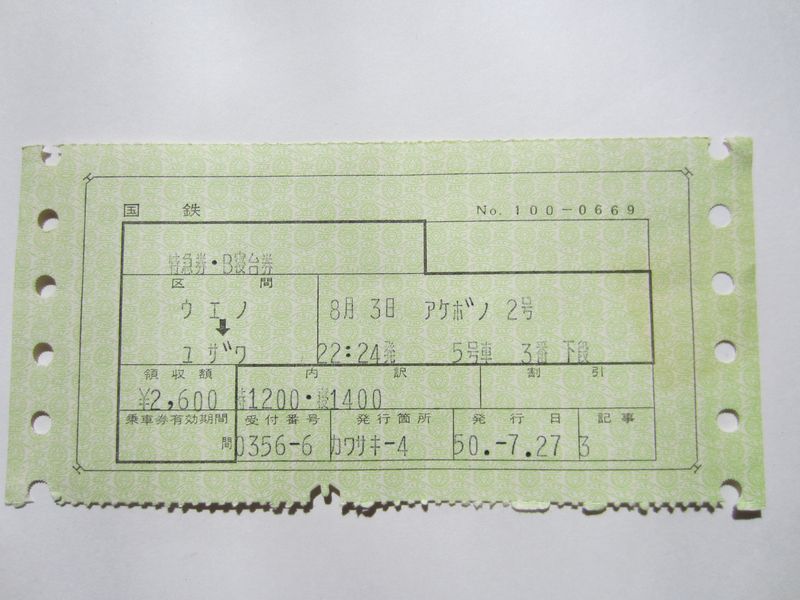 国鉄 No. 100-0669
特急券・B寝台券
区間
ウエノ 8月 3日 アケボノ 2号
↓
ユザワ 22:24発 5号車 3番 下段
領収額 内訳 割引
¥2,600 特1200・寝1400
乗車券有効期間 受付番号 発行箇所 発行日 記事
間 0356-6 カワサキ-4 50.-7.27 3